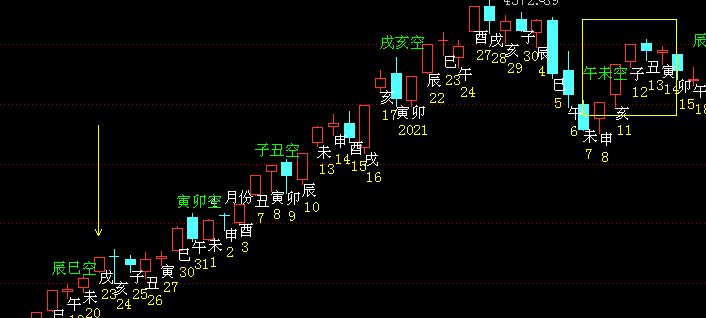 4572.89
戌亥空
辰
酉
27
戌
28
亥
29
子
30
辰
4
巳
23
午
24
辰
22
午未空
子
12
丑
13
寅
14
卯
15
午
18
巳
5
午
6
未
7
申
8
亥
11
亥
17
寅
卯
2021
子丑空
未
13
申
14
酉
15
戌
16
寅卯空
月份
丑
7
寅
8
卯
9
辰
10
辰巳空
巳
30
午
31
未
1
申
2
酉
3
戌
23
亥
24
子
25
丑
26
寅
27
未
20
午
巳